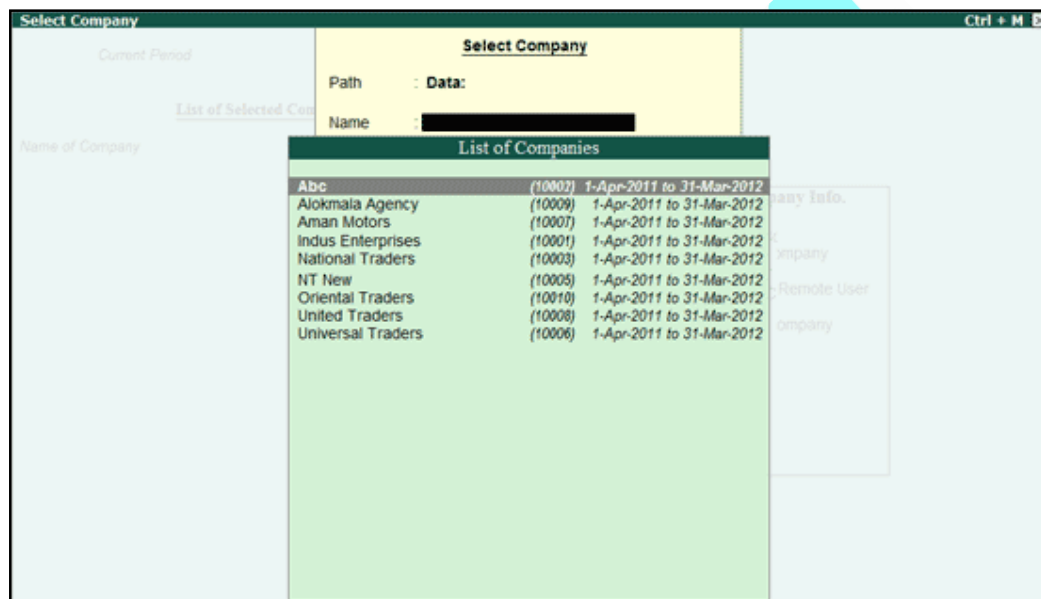 Select Company Ctrl + M
Current Period
Select Company
Path : Data:
List of Selected Com
Name :
Name of Company
List of Companies
Abc (10002) 1-Apr-2011 to 31-Mar-2012
Alokmala Agency (10009) 1-Apr-2011 to 31-Mar-2012
pany Info.
Aman Motors (10007) 1-Apr-2011 to 31-Mar-2012
Indus Enterprises (10001) 1-Apr-2011 to 31-Mar-2012
ompany
National Traders (10003) 1-Apr-2011 to 31-Mar-2012
NT New (10005) 1-Apr-2011 to 31-Mar-2012
Remote User
Oriental Traders (10010) 1-Apr-2011 to 31-Mar-2012
United Traders (10008) 1-Apr-2011 to 31-Mar-2012
ompany
Universal Traders (10006) 1-Apr-2011 to 31-Mar-2012